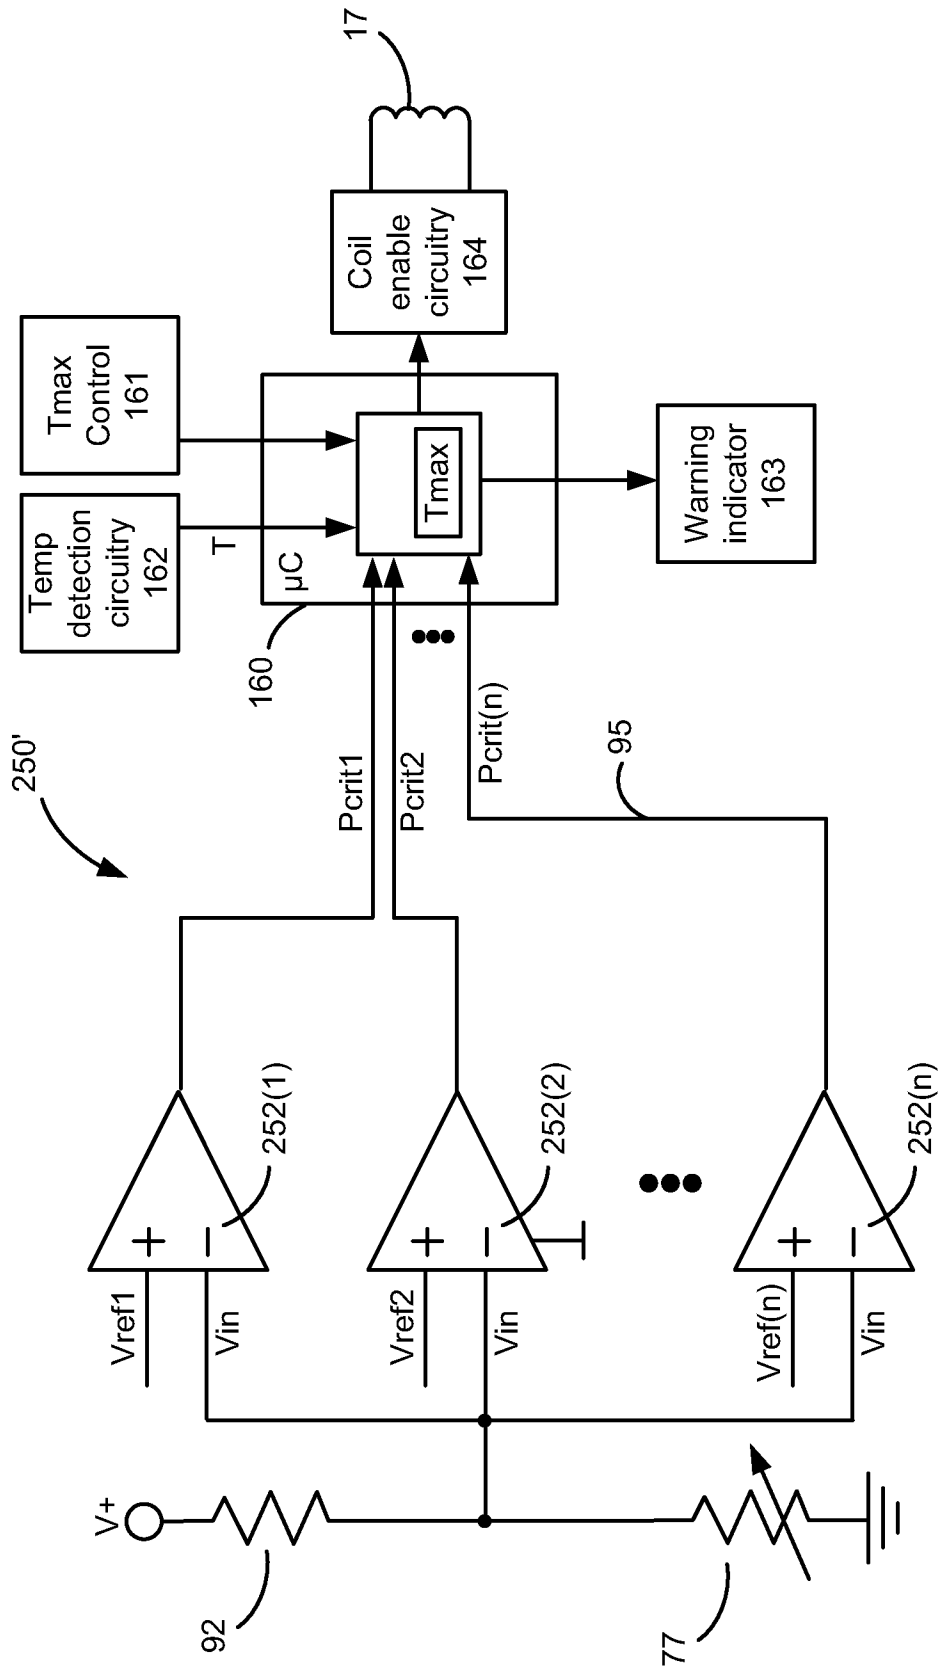 250'
Tmax
Control
161
Temp
detection
circuitry
162
T
µC
160
Tmax
Coil
enable
circuitry
164
17
Warning
indicator
163
Pcrit1
Pcrit2
Pcrit(n)
95
Vref1
+
Vin
−
252(1)
Vref2
+
Vin
−
252(2)
Vref(n)
+
Vin
−
252(n)
V+
92
77